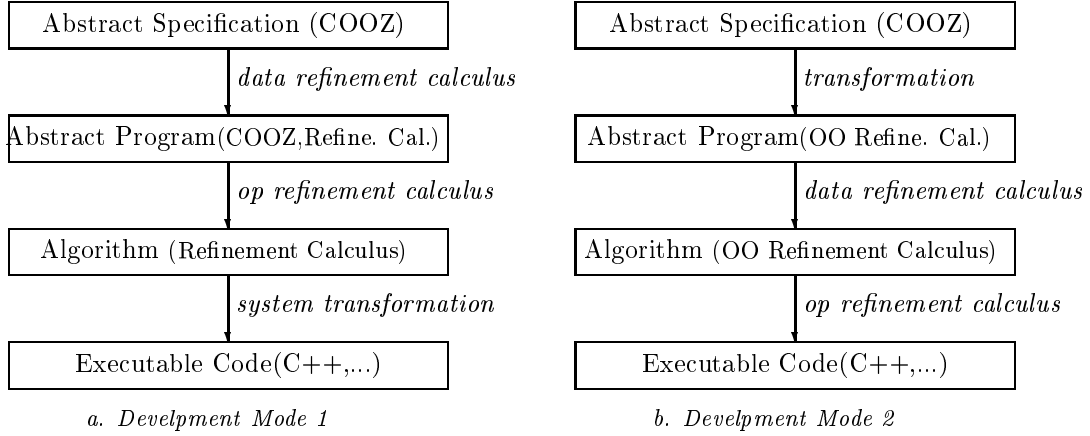 Abstract Specification (COOZ)
data refinement calculus
Abstract Program(COOZ,Refine. Cal.)
op refinement calculus
Algorithm (Refinement Calculus)
system transformation
Executable Code(C++,...)
a. Develpment Mode 1
Abstract Specification (COOZ)
transformation
Abstract Program(OO Refine. Cal.)
data refinement calculus
Algorithm (OO Refinement Calculus)
op refinement calculus
Executable Code(C++,...)
b. Develpment Mode 2